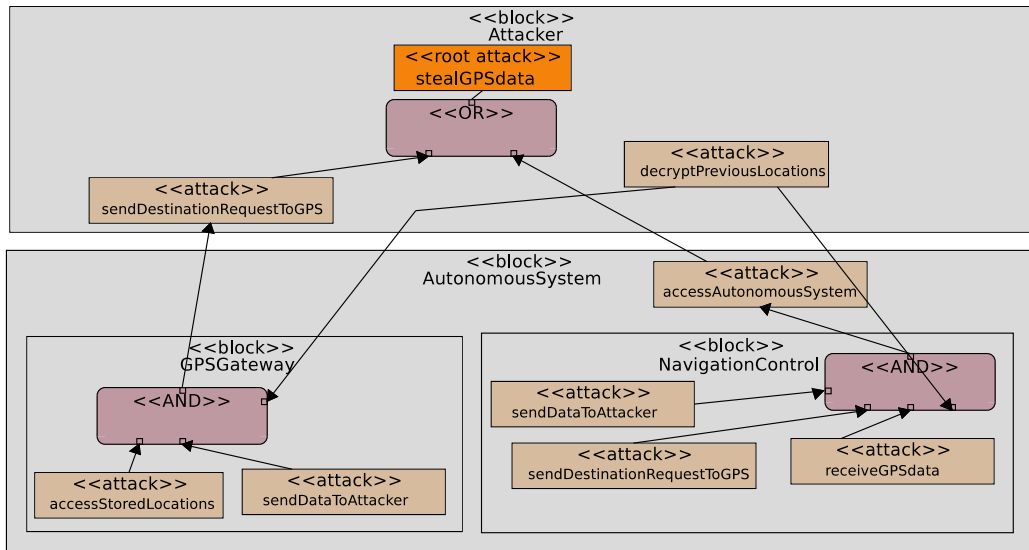 <<block>>
Attacker
<<root attack>>
stealGPSdata
<<OR>>
<<attack>>
decryptPreviousLocations
<<attack>>
sendDestinationRequestToGPS
<<block>>
AutonomousSystem
<<attack>>
accessAutonomousSystem
<<block>>
GPSGateway
<<AND>>
<<attack>>
accessStoredLocations
<<attack>>
sendDataToAttacker
<<block>>
NavigationControl
<<AND>>
<<attack>>
sendDataToAttacker
<<attack>>
sendDestinationRequestToGPS
<<attack>>
receiveGPSdata